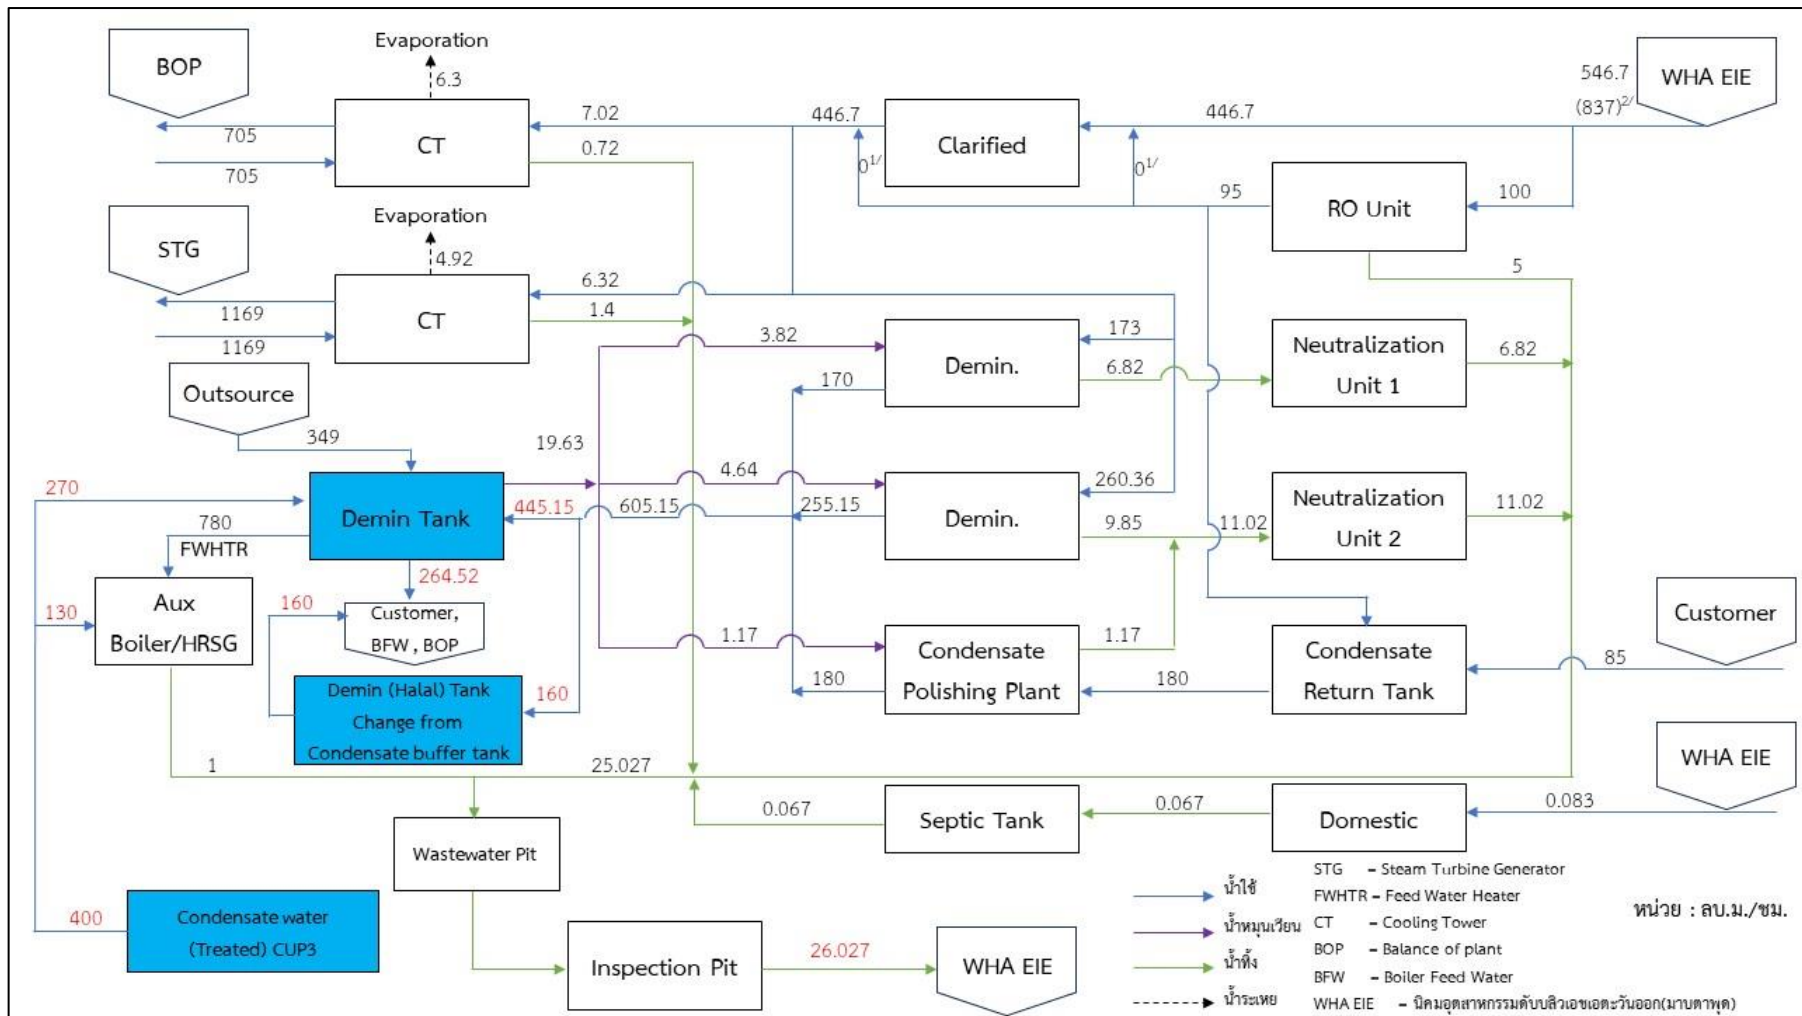 BOP
Evaporation
6.3
705
705
CT
7.02
0.72
446.7
0¹/
Clarified
0¹/
446.7
546.7
(837)²/
WHA EIE
95
RO Unit
100
5
STG
Evaporation
4.92
1169
1169
CT
6.32
1.4
3.82
Demin.
173
6.82
170
Neutralization
Unit 1
6.82
Outsource
349
19.63
4.64
270
Demin Tank
445.15
605.15
255.15
Demin.
260.36
9.85
11.02
Neutralization
Unit 2
11.02
780
FWHTR
264.52
130
Aux
Boiler/HRSG
160
Customer,
BFW , BOP
1.17
Condensate
Polishing Plant
1.17
180
180
Condensate
Return Tank
Customer
85
Demin (Halal) Tank
Change from
Condensate buffer tank
160
1
25.027
WHA EIE
0.067
Septic Tank
0.067
Domestic
0.083
Wastewater Pit
400
Condensate water
(Treated) CUP3
Inspection Pit
26.027
WHA EIE
น้ำใช้
น้ำหมุนเวียน
น้ำทิ้ง
น้ำระเหย
STG – Steam Turbine Generator
FWHTR – Feed Water Heater
CT – Cooling Tower
BOP – Balance of plant
BFW – Boiler Feed Water
WHA EIE – นิคมอุตสาหกรรมดับบลิวเอชเอตะวันออก(มาบตาพุด)
หน่วย : ลบ.ม./ชม.